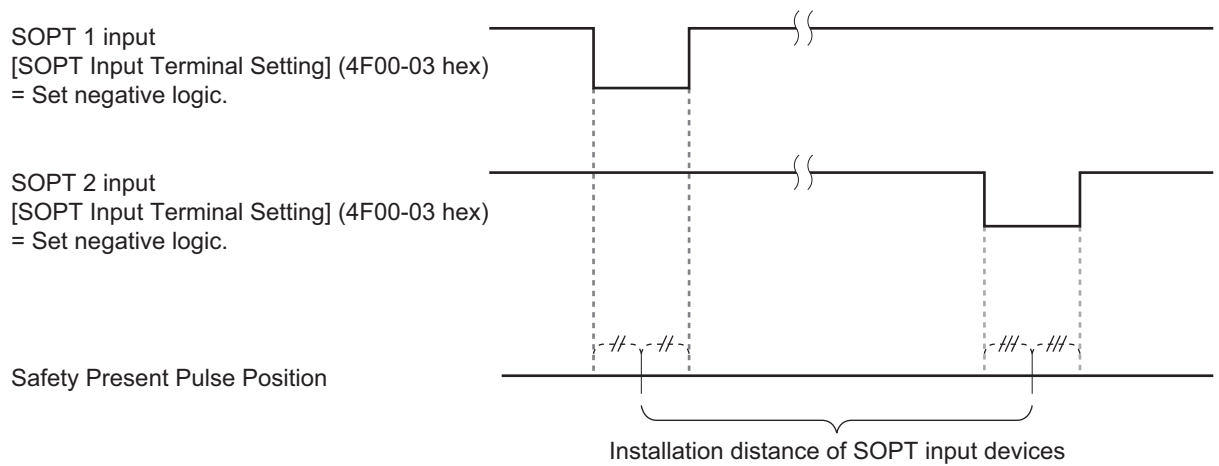 SOPT 1 input
[SOPT Input Terminal Setting] (4F00-03 hex)
= Set negative logic.
SOPT 2 input
[SOPT Input Terminal Setting] (4F00-03 hex)
= Set negative logic.
Safety Present Pulse Position
Installation distance of SOPT input devices